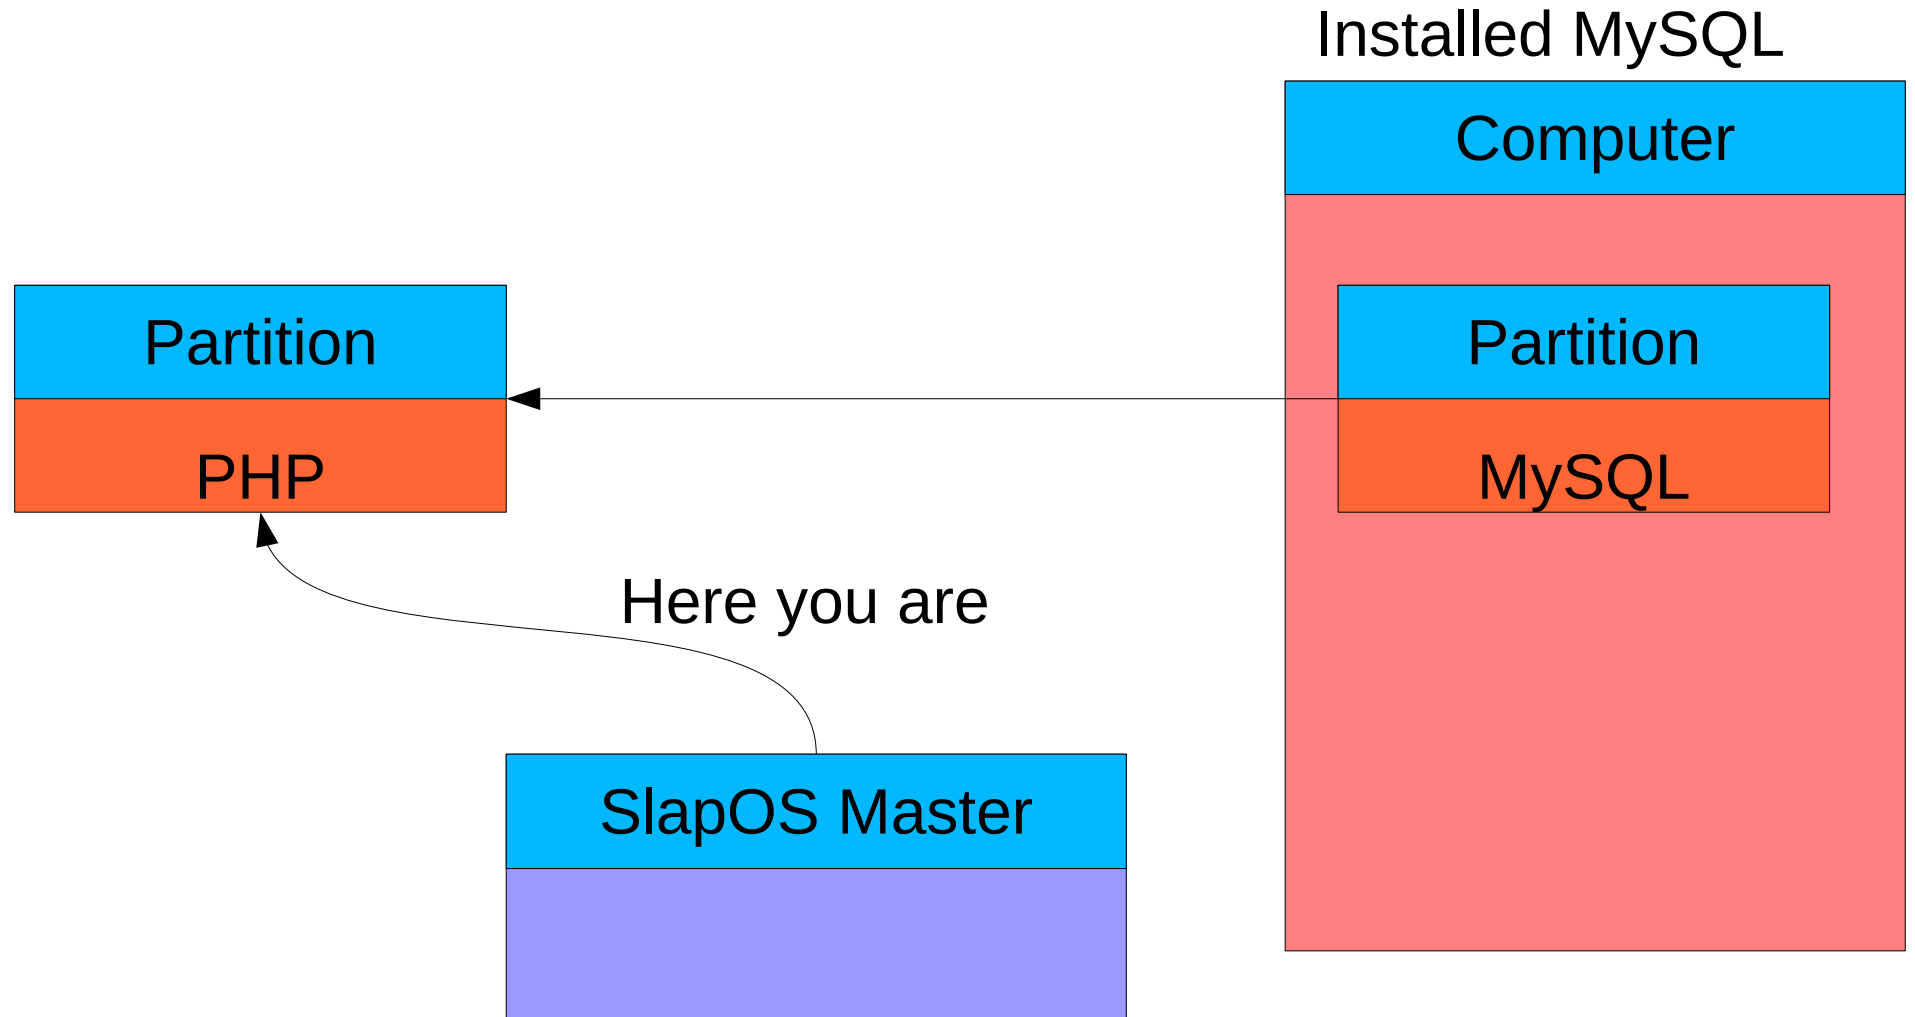 Installed MySQL
Computer
Partition
Partition
PHP
MySQL
Here you are
SlapOS Master